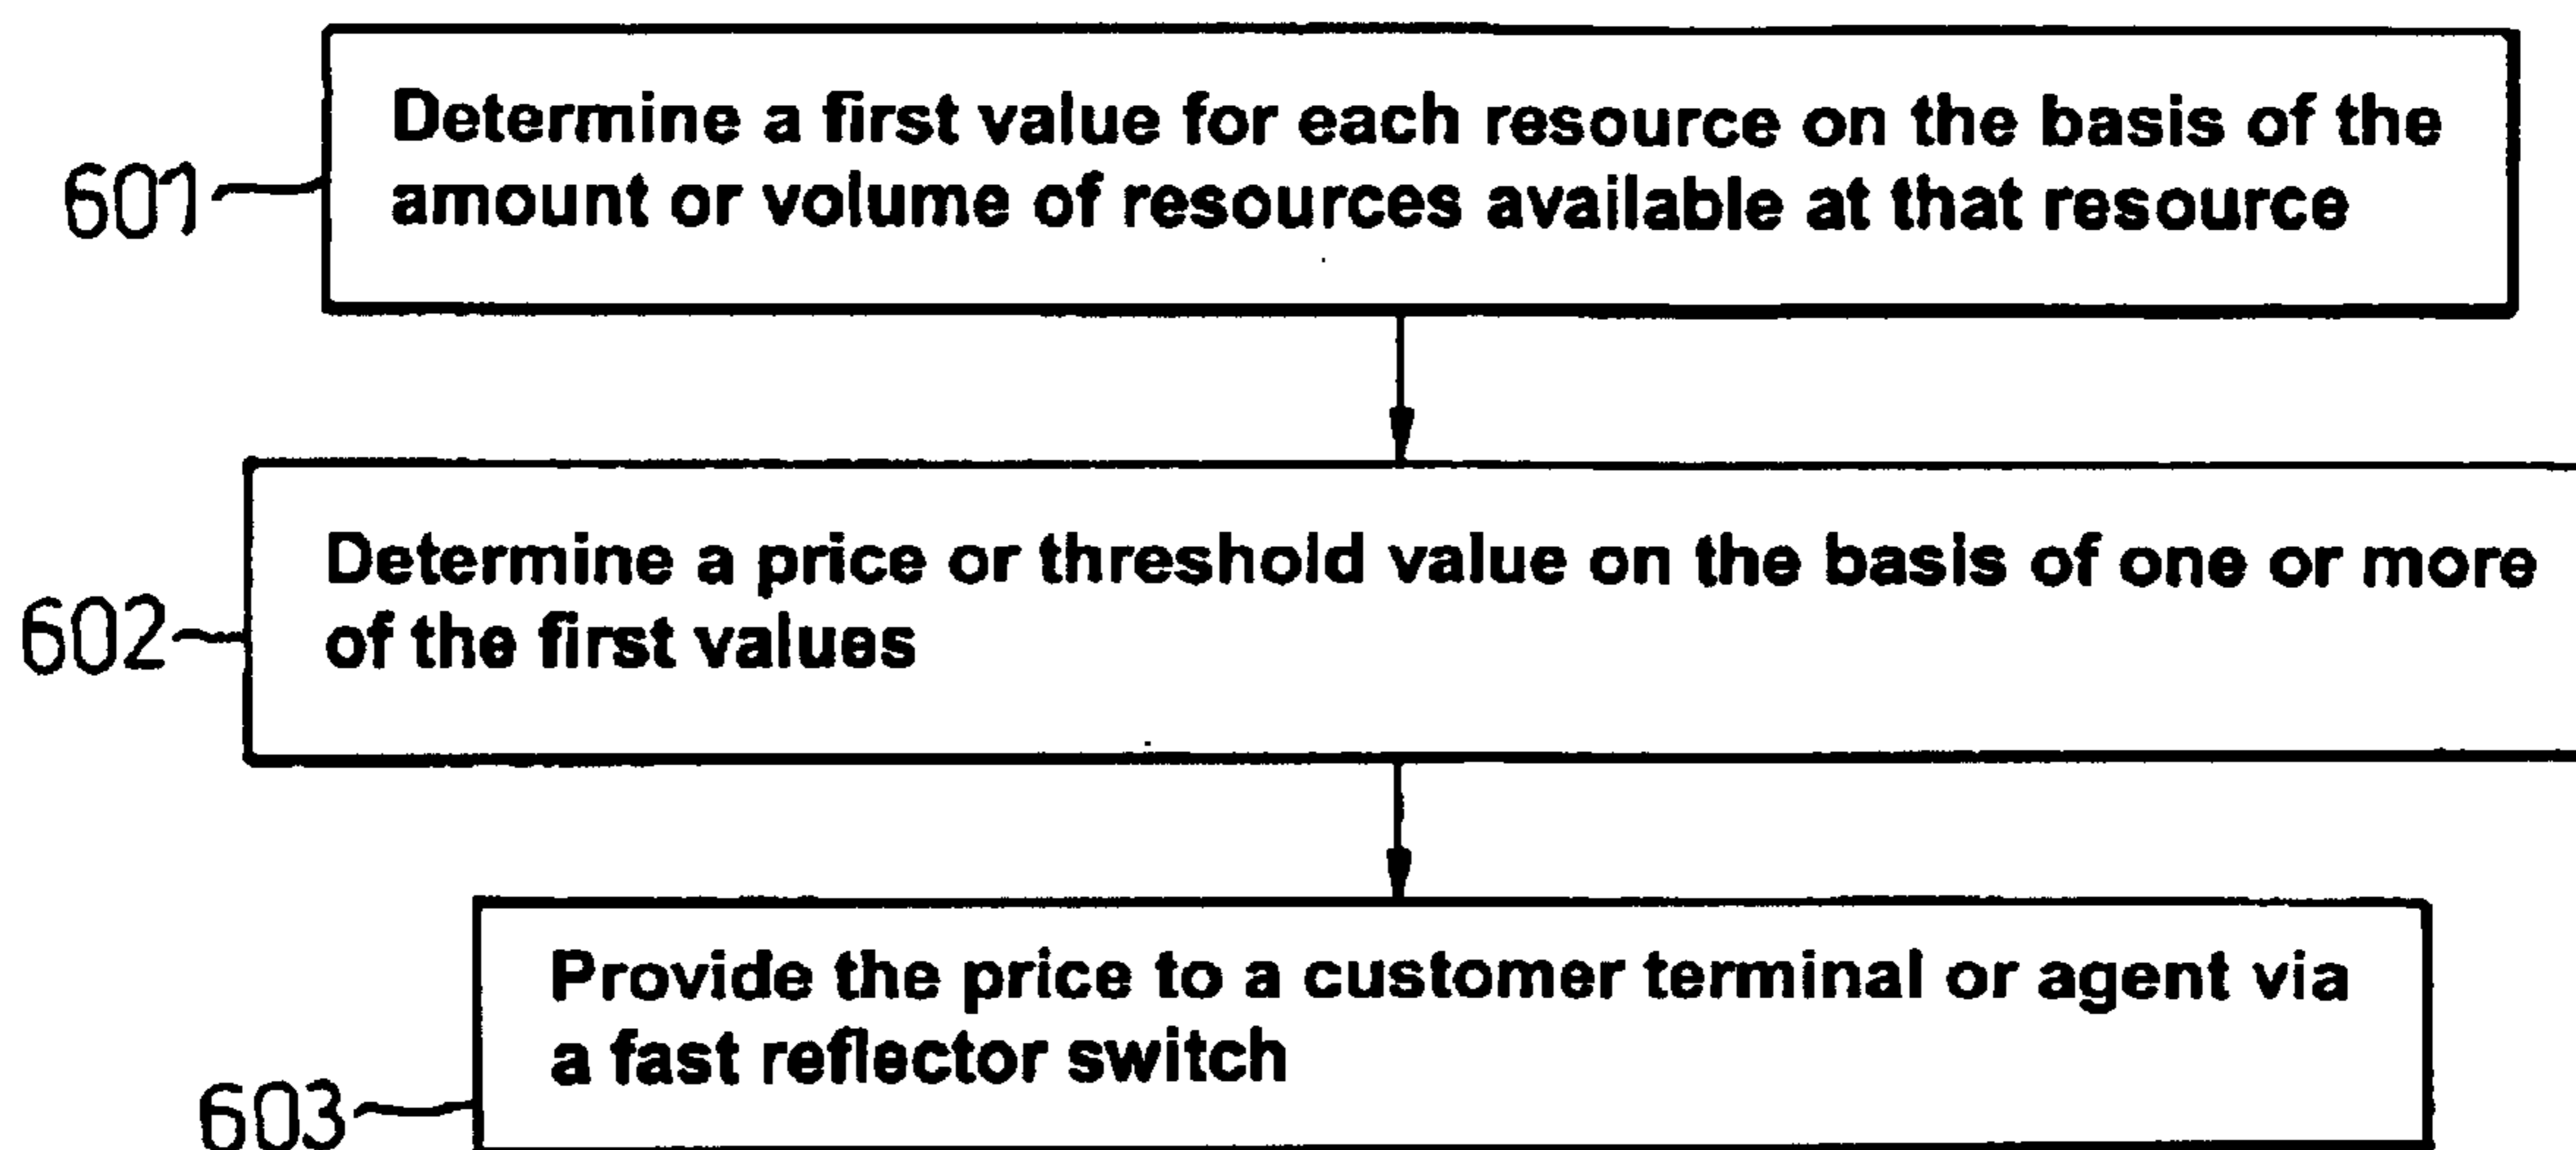 Determine a first value for each resource on the basis of the
601
amount or volume of resources available at that resource
Determine a price or threshold value on the basis of one or more
602
of the first values
Provide the price to a customer terminal or agent via
a fast reflector switch
603